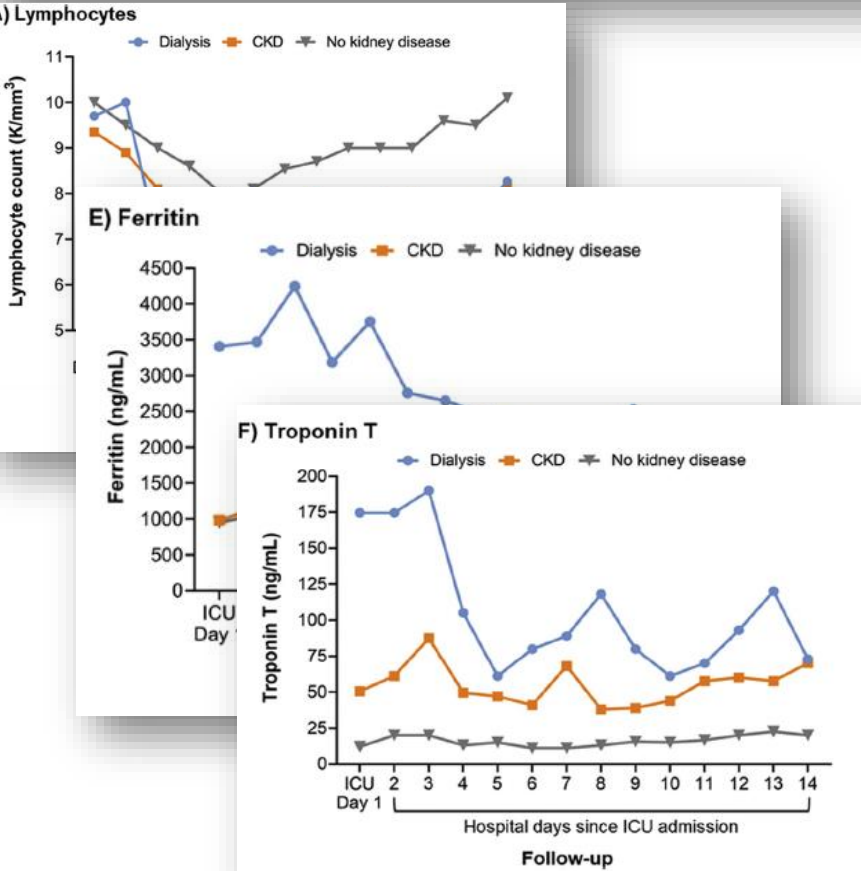 ) Lymphocytes
Dialysis CKD No kidney disease
Lymphocyte count (K/mm³)
11
10
9
8
7
6
5
E) Ferritin
Dialysis CKD No kidney disease
Ferritin (ng/mL)
4500
4000
3500
3000
2500
2000
1500
1000
500
0
ICU
Day
F) Troponin T
Dialysis CKD No kidney disease
Troponin T (ng/mL)
200
175
150
125
100
75
50
25
0
ICU 2 3 4 5 6 7 8 9 10 11 12 13 14
Day 1
Hospital days since ICU admission
Follow-up